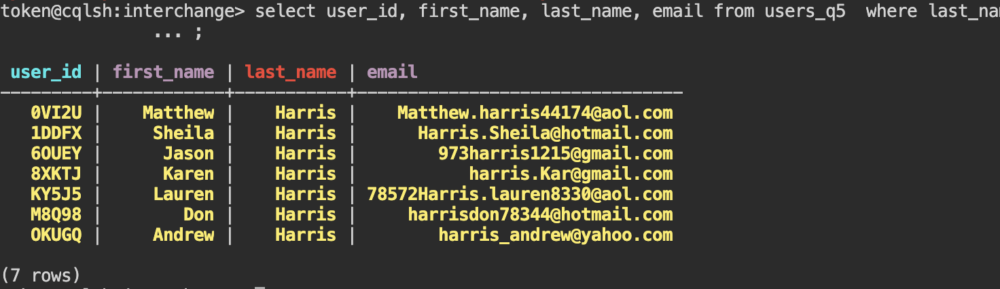 token@cqlsh:interchange> select user_id, first_name, last_name, email from users_q5  where
... ;
user_id | first_name | last_name | email
---------+------------+-----------+--------------------------------
0VI2U | Matthew | Harris | Matthew.harris44174@aol.com
1DDFX | Sheila | Harris | Harris.Sheila@hotmail.com
6OUEY | Jason | Harris | 973harris1215@gmail.com
8XKTJ | Karen | Harris | harris.Kar@gmail.com
KY5J5 | Lauren | Harris | 78572Harris.lauren8330@aol.com
M8Q98 | Don | Harris | harrisdon78344@hotmail.com
OKUGQ | Andrew | Harris | harris_andrew@yahoo.com
(7 rows)